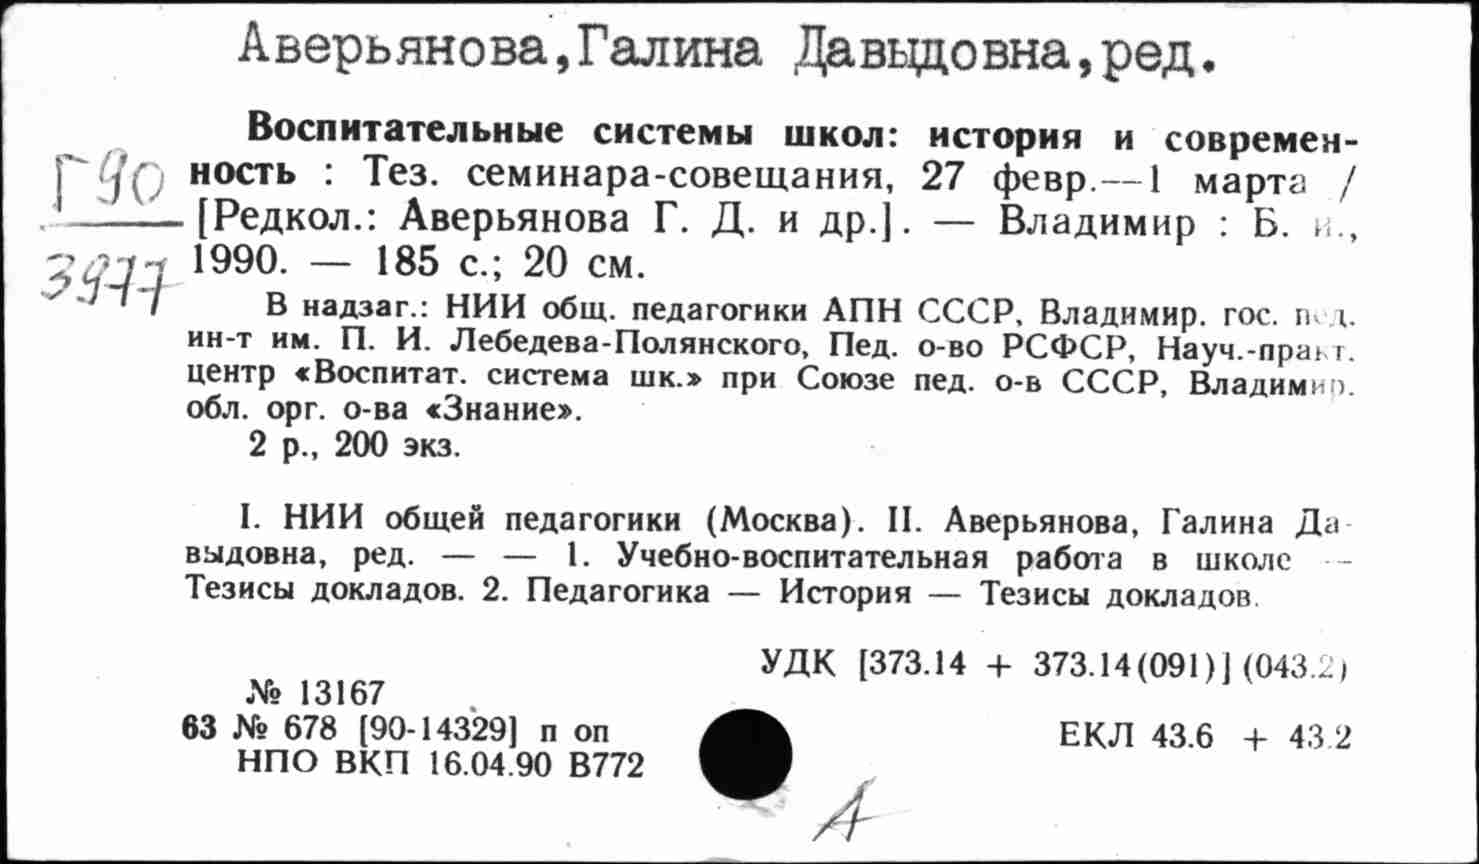 Аверьянова,Галина Давыдовна,ред.
Воспитательные системы школ: история и современ-
ность : Тез. семинара-совещания, 27 февр.—1 марта /
[Редкол.: Аверьянова Г. Д. и др.]. — Владимир : Б. и.,
1990. — 185 с.; 20 см.
Г90
3977
В надзаг.: НИИ общ. педагогики АПН СССР, Владимир. гос. пед.
ин-т им. П. И. Лебедева-Полянского, Пед. о-во РСФСР, Науч.-практ.
центр «Воспитат. система шк.» при Союзе пед. о-в СССР, Владимир.
обл. орг. о-ва «Знание».
2 р., 200 экз.
I. НИИ общей педагогики (Москва). II. Аверьянова, Галина Да-
выдовна, ред. — — 1. Учебно-воспитательная работа в школе —
Тезисы докладов. 2. Педагогика — История — Тезисы докладов.
УДК [373.14 + 373.14(091)](043.2)
№ 13167
63 № 678 [90-14329] п оп
ЕКЛ 43.6 + 43.2
НПО ВКП 16.04.90 В772
А